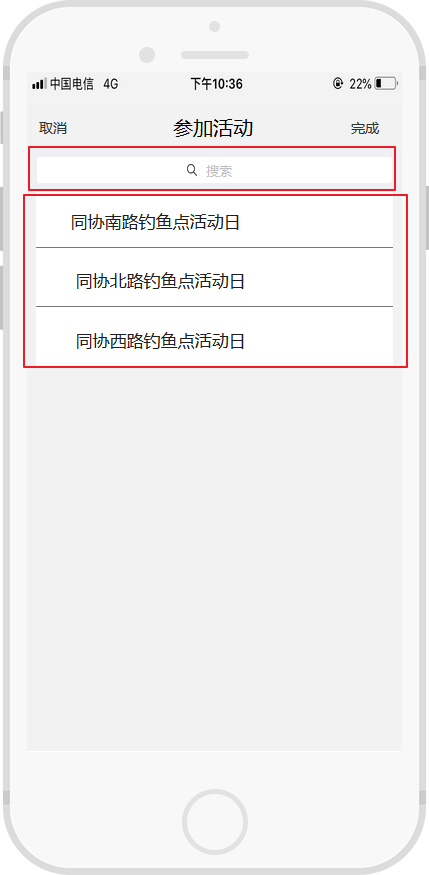 中国电信 4G 下午10:36 22%
取消 参加活动 完成
搜索
同协南路钓鱼点活动日
同协北路钓鱼点活动日
同协西路钓鱼点活动日